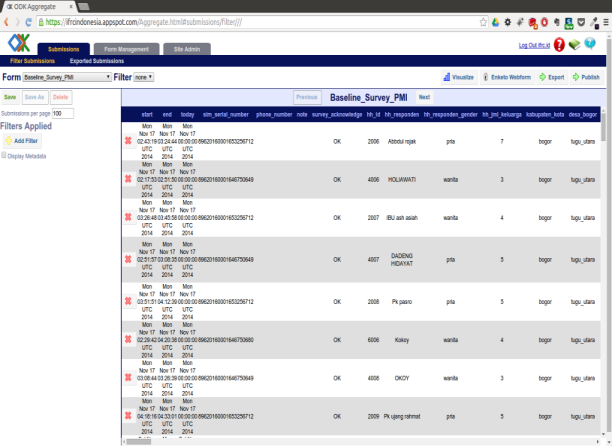 ODK Aggregate
https://ifrcindonesia.appspot.com/Aggregate.html#submissions/filter///
Submissions Form Management Site Admin
Log Out ifrc.id
Filter Submissions Exported Submissions
Form Baseline_Survey_PMI Filter none
Visualize Enketo Webform Export Publish
Save Save As Delete
Previous Baseline_Survey_PMI Next
Submissions per page 100
Filters Applied
Add Filter
Display Metadata
start end today sim_serial_number phone_number note survey_acknowledge hh_id hh_responden hh_responden_gender hh_jml_keluarga kabupaten_kota desa_bogor
Mon Mon Mon
Nov 17 Nov 17 Nov 17
02:43:19 03:24:44 00:00:00 8962016000165325 6712 OK 2006 Abbdul rojak pria 7 bogor tugu_utara
UTC UTC UTC
2014 2014 2014
Mon Mon Mon
Nov 17 Nov 17 Nov 17
02:17:53 02:51:50 00:00:00 89620160001646750649 OK 4006 HOLIAWATI wanita 3 bogor tugu_utara
UTC UTC UTC
2014 2014 2014
Mon Mon Mon
Nov 17 Nov 17 Nov 17
03:26:48 03:45:58 00:00:00 89620160001653256712 OK 2007 IBU ash asiah wanita 4 bogor tugu_utara
UTC UTC UTC
2014 2014 2014
Mon Mon Mon
Nov 17 Nov 17 Nov 17
02:51:57 03:08:35 00:00:00 89620160001646750649 OK 4007 DADENG HIDAYAT pria 5 bogor tugu_utara
UTC UTC UTC
2014 2014 2014
Mon Mon Mon
Nov 17 Nov 17 Nov 17
03:51:51 04:12:39 00:00:00 89620160001653256712 OK 2008 Pk pasro pria 5 bogor tugu_utara
UTC UTC UTC
2014 2014 2014
Mon Mon Mon
Nov 17 Nov 17 Nov 17
02:29:42 04:20:38 00:00:00 89620160001646750680 OK 6006 Kokey wanita 4 bogor tugu_utara
UTC UTC UTC
2014 2014 2014
Mon Mon Mon
Nov 17 Nov 17 Nov 17
03:08:44 03:26:39 00:00:00 89620160001646750649 OK 4008 OKOY wanita 3 bogor tugu_utara
UTC UTC UTC
2014 2014 2014
Mon Mon Mon
Nov 17 Nov 17 Nov 17
04:18:16 04:33:01 00:00:00 89620160001653256712 OK 2009 Pk ujang rahmat pria 5 bogor tugu_utara
UTC UTC UTC
2014 2014 2014